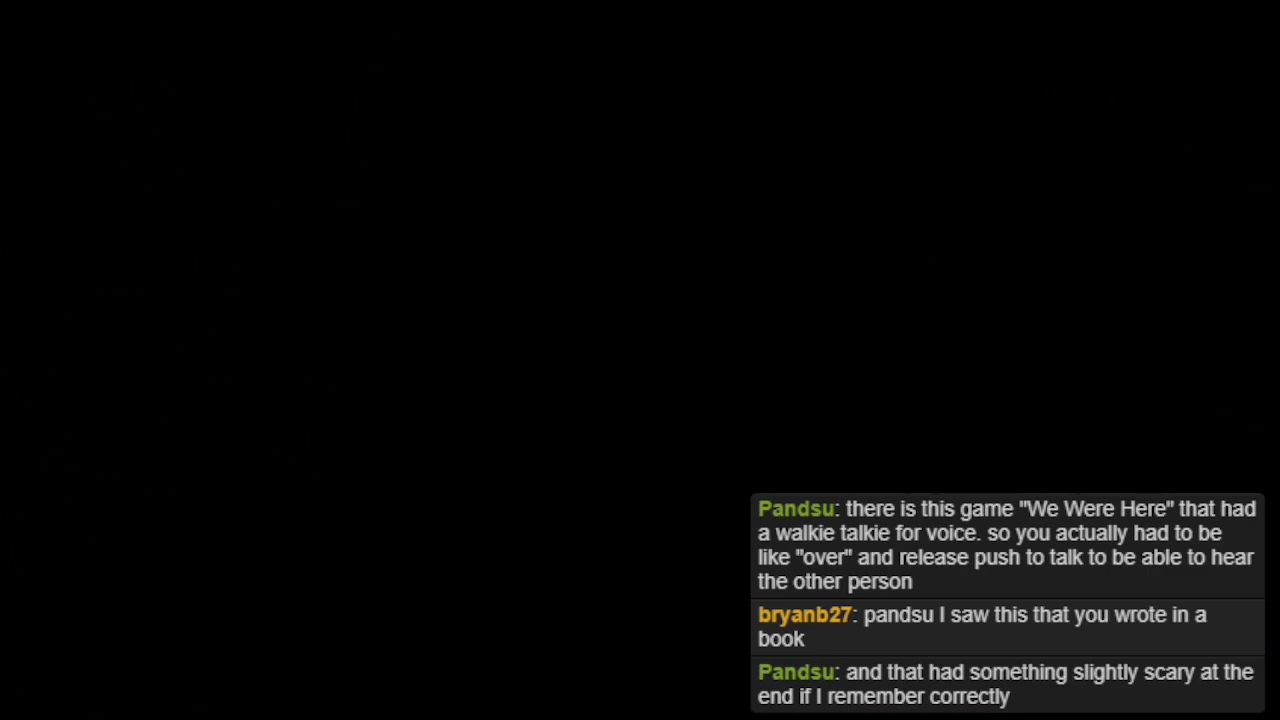 Pandsu: there is this game "We Were Here" that had
a walkie talkie for voice. so you actually had to be
like "over" and release push to talk to be able to hear
the other person
bryanb27: pandsu I saw this that you wrote in a
book
Pandsu: and that had something slightly scary at the
end if I remember correctly